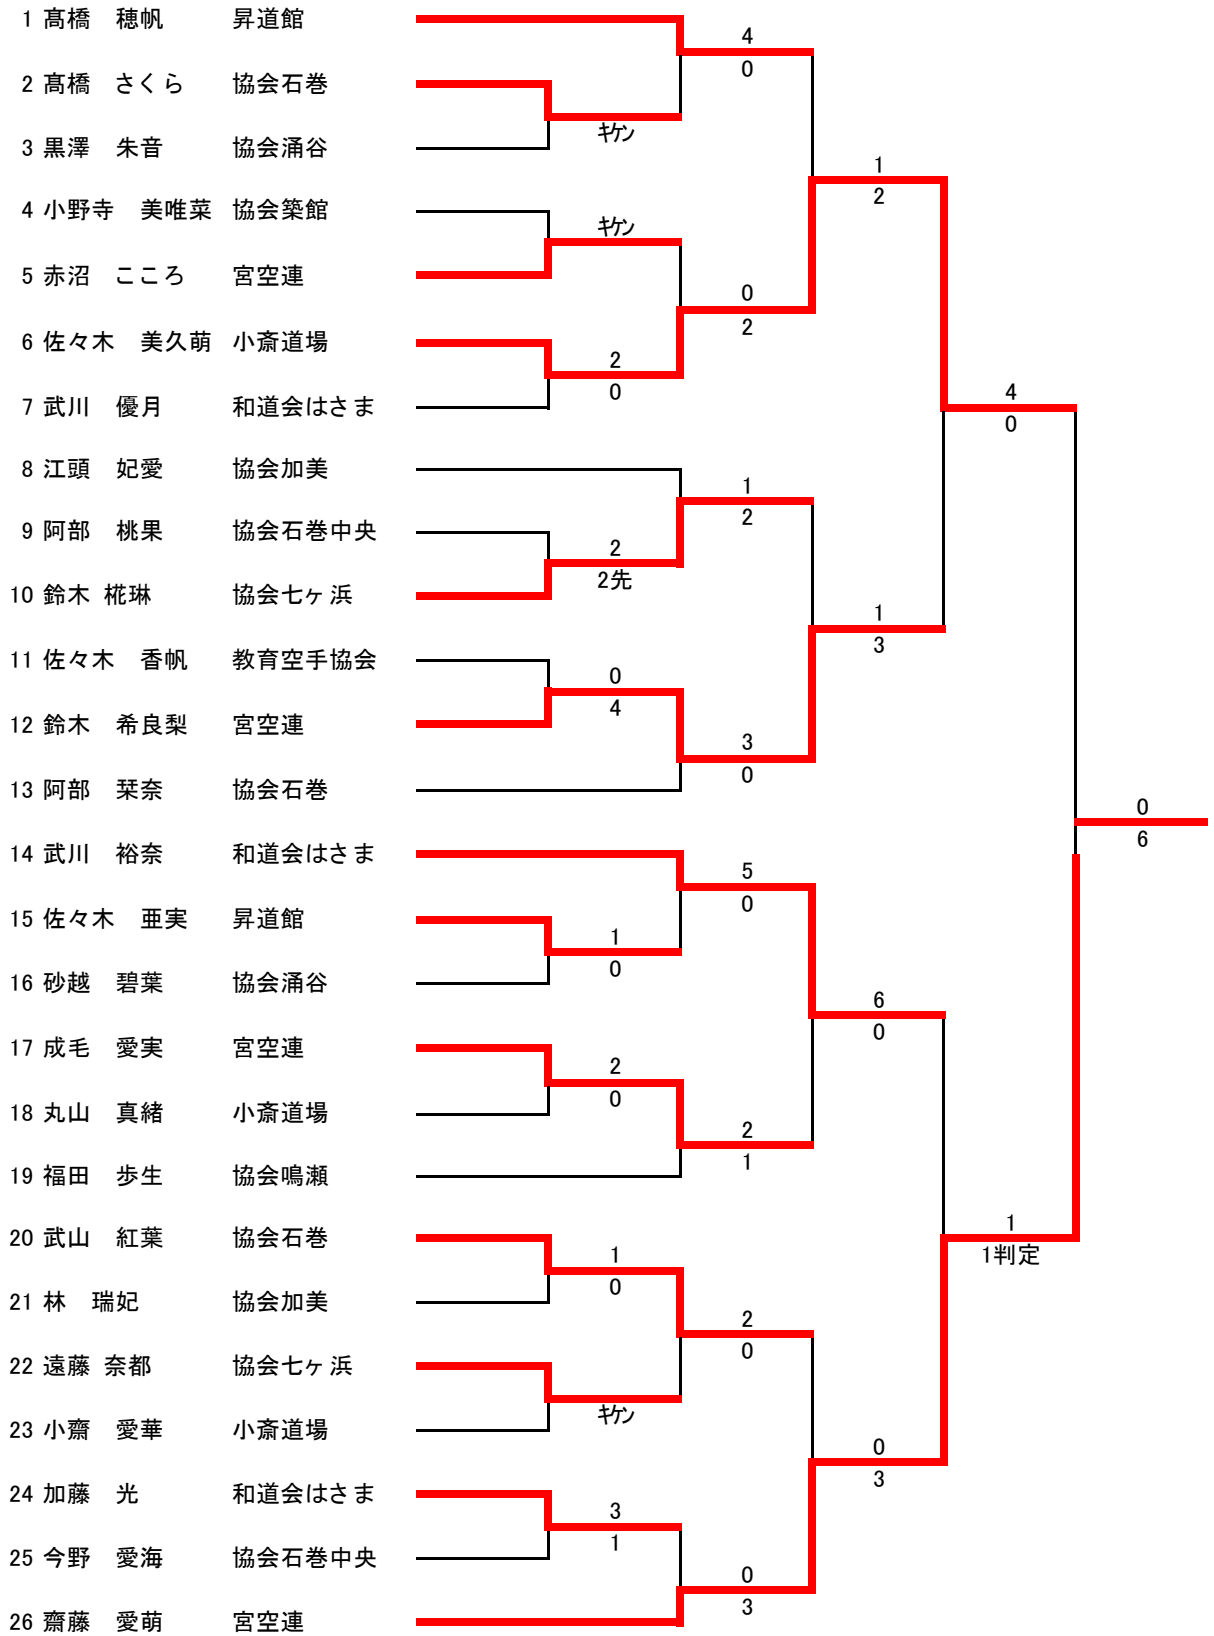 1 髙橋　穂帆 昇道館
4
0
2 髙橋　さくら 協会石巻
キケン
3 黒澤　朱音 協会涌谷
1
2
4 小野寺　美唯菜 協会築館
キケン
5 赤沼　こころ 宮空連
0
2
6 佐々木　美久萌 小斎道場
2
0
7 武川　優月 和道会はさま
4
0
8 江頭　妃愛 協会加美
1
2
9 阿部　桃果 協会石巻中央
2
2先
10 鈴木 椛琳 協会七ヶ浜
1
3
11 佐々木　香帆 教育空手協会
0
4
12 鈴木　希良梨 宮空連
3
0
13 阿部　栞奈 協会石巻
0
6
14 武川　裕奈 和道会はさま
5
0
15 佐々木　亜実 昇道館
1
0
16 砂越　碧葉 協会涌谷
6
0
17 成毛　愛実 宮空連
2
0
18 丸山　真緒 小斎道場
2
1
19 福田　歩生 協会鳴瀬
1
1判定
20 武山　紅葉 協会石巻
1
0
21 林　瑞妃 協会加美
2
0
22 遠藤 奈都 協会七ヶ浜
キケン
23 小齋　愛華 小斎道場
0
3
24 加藤　光 和道会はさま
3
1
25 今野　愛海 協会石巻中央
0
3
26 齋藤　愛萌 宮空連